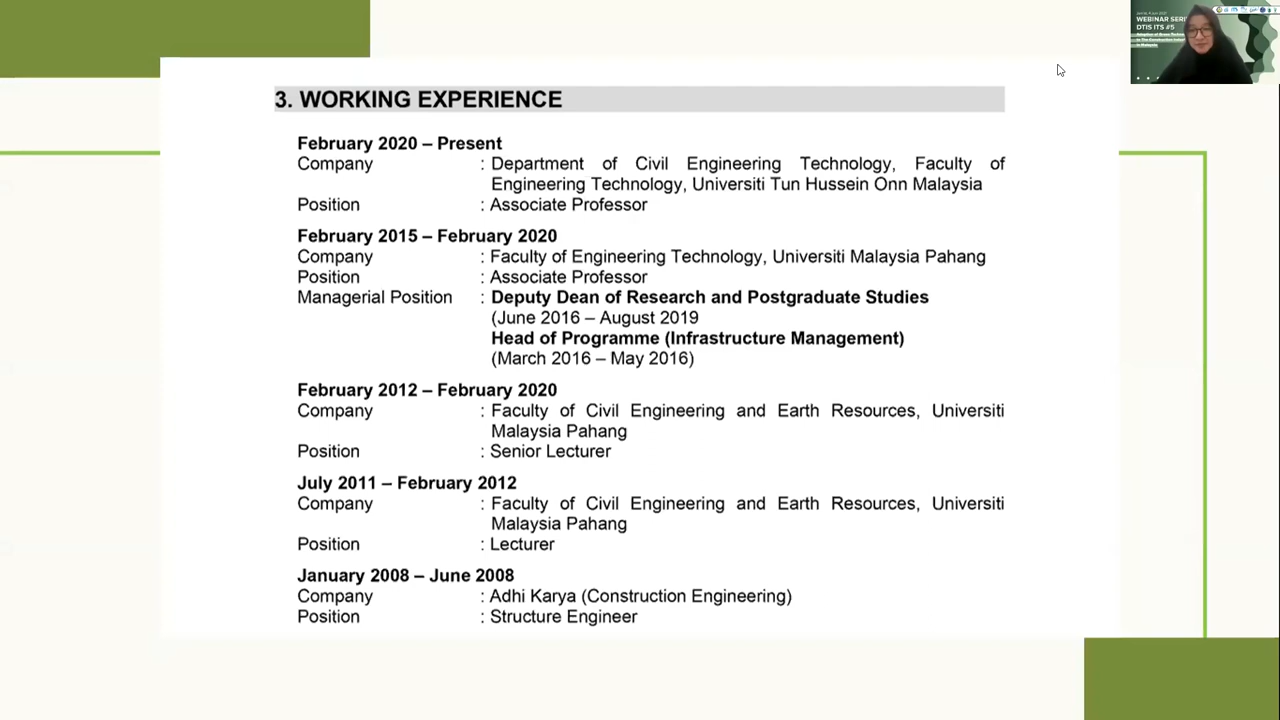 3. WORKING EXPERIENCE
February 2020 – Present
Company : Department of Civil Engineering Technology, Faculty of
Engineering Technology, Universiti Tun Hussein Onn Malaysia
Position : Associate Professor
February 2015 – February 2020
Company : Faculty of Engineering Technology, Universiti Malaysia Pahang
Position : Associate Professor
Managerial Position : Deputy Dean of Research and Postgraduate Studies
(June 2016 – August 2019
Head of Programme (Infrastructure Management)
(March 2016 – May 2016)
February 2012 – February 2020
Company : Faculty of Civil Engineering and Earth Resources, Universiti
Malaysia Pahang
Position : Senior Lecturer
July 2011 – February 2012
Company : Faculty of Civil Engineering and Earth Resources, Universiti
Malaysia Pahang
Position : Lecturer
January 2008 – June 2008
Company : Adhi Karya (Construction Engineering)
Position : Structure Engineer
WEBINAR SERI
DTIS ITS #5